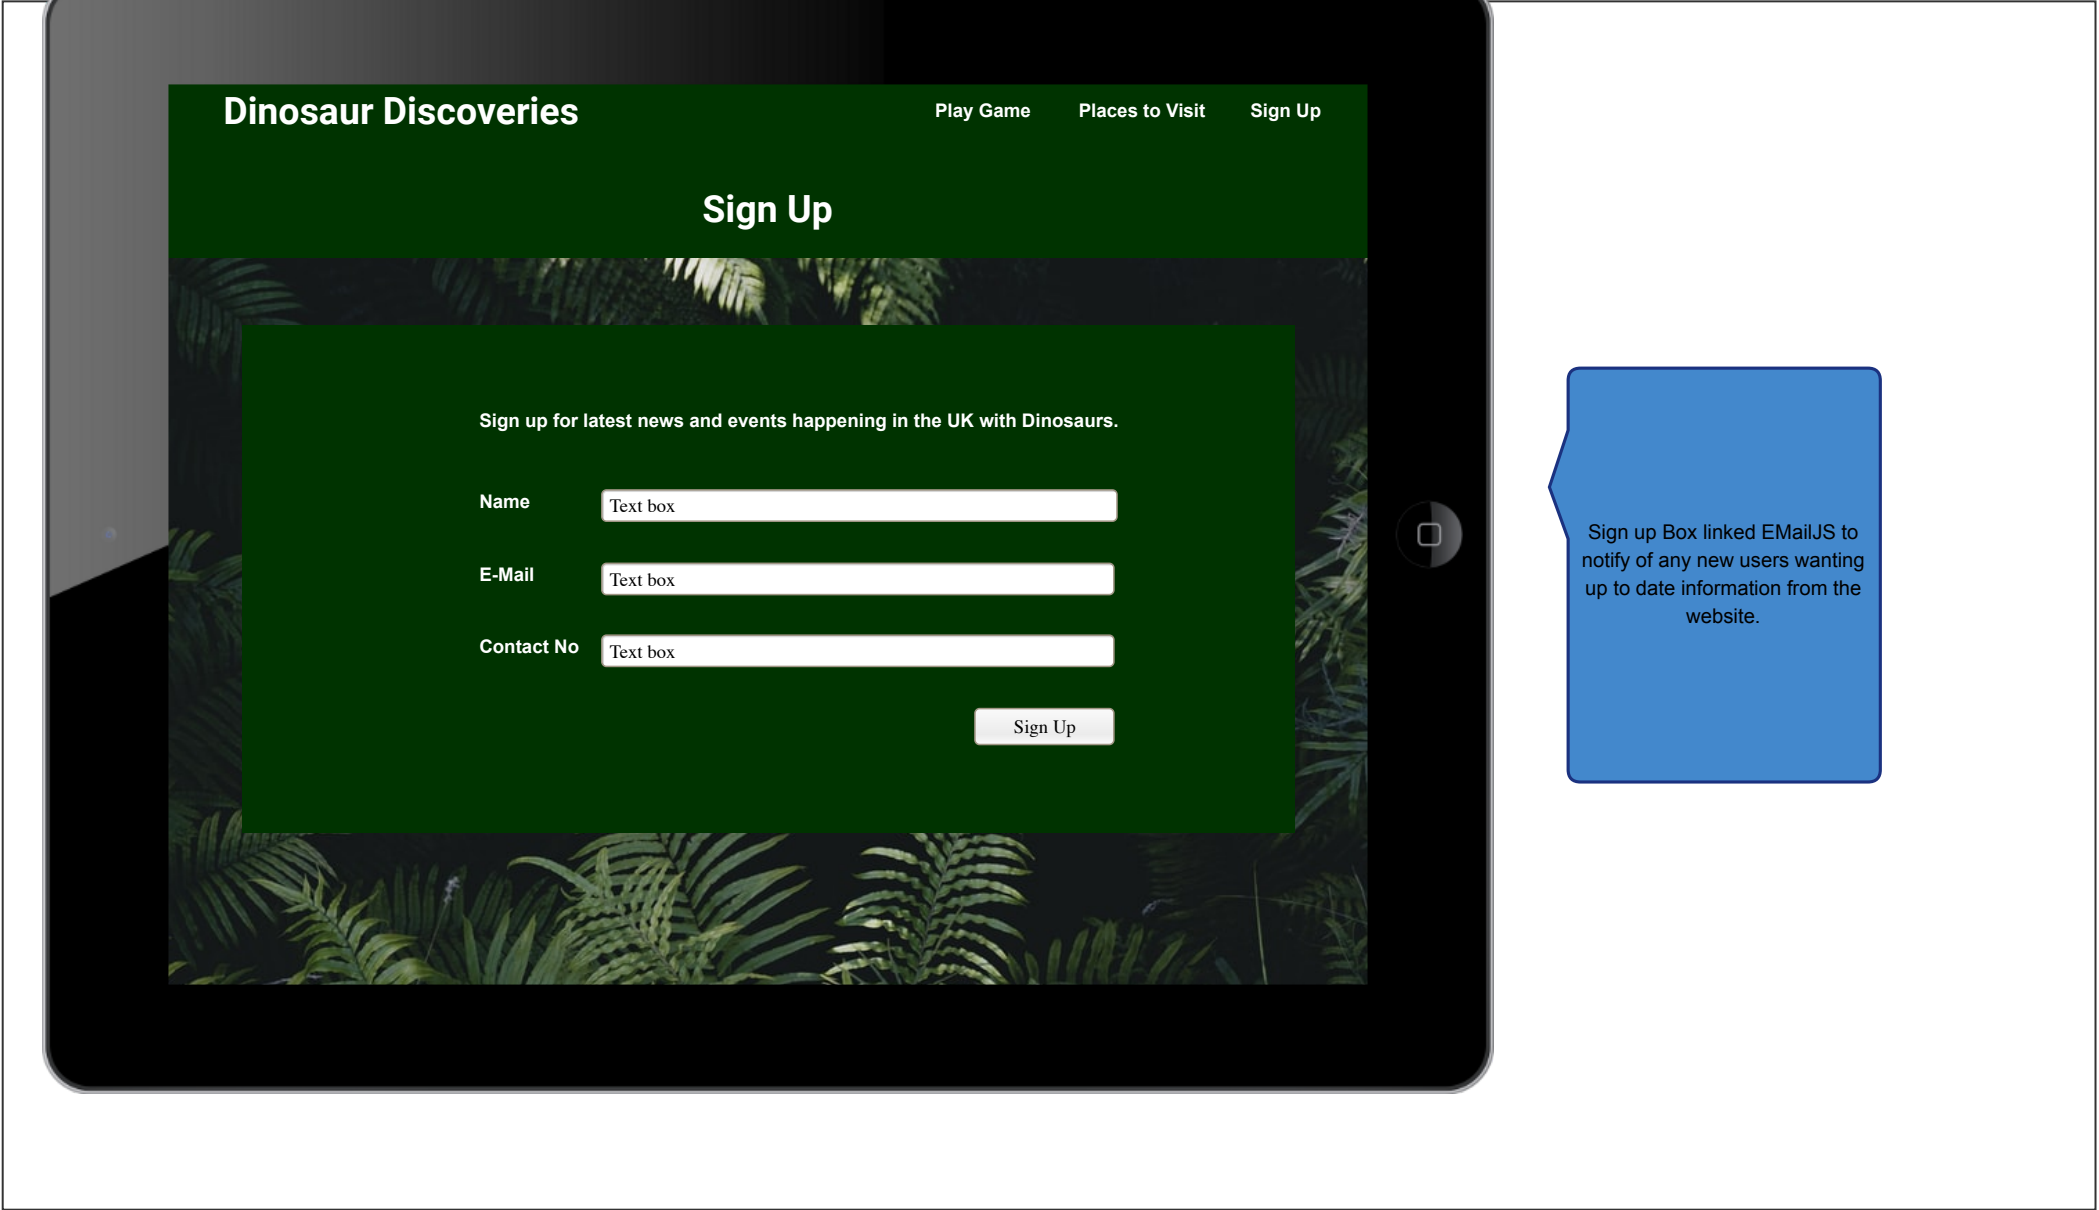 Dinosaur Discoveries
Play Game
Places to Visit
Sign Up
Sign Up
Sign up for latest news and events happening in the UK with Dinosaurs.
Name
Text box
E-Mail
Text box
Contact No
Text box
Sign Up
Sign up Box linked EMailJS to
notify of any new users wanting
up to date information from the
website.